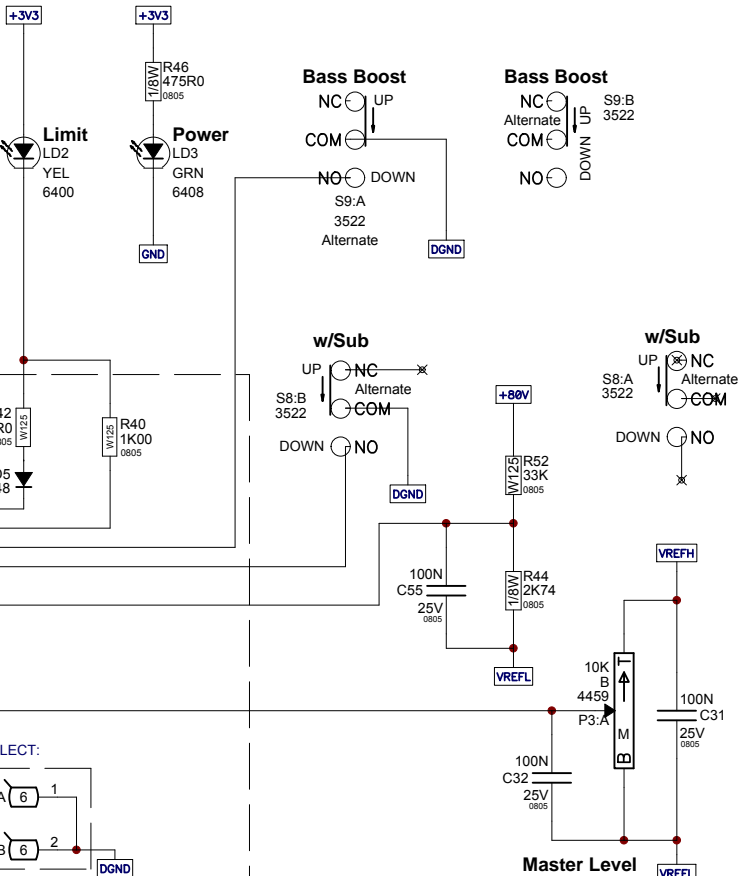 +3V3
+3V3
R46
475R0
1/8W
0805
Limit
LD2
YEL
6400
Power
LD3
GRN
6408
GND
Bass Boost
NC
UP
COM
NO
DOWN
S9:A
3522
Alternate
DGND
Bass Boost
NC
Alternate
UP
S9:B
3522
COM
DOWN
NO
w/Sub
UP
NC
Alternate
S8:B
3522
COM
DOWN
NO
DGND
w/Sub
UP
NC
S8:A
3522
Alternate
COM
DOWN
NO
+80V
R52
33K
W125
0805
W125
R40
1K00
W125
0805
100N
C55
25V
0805
R44
2K74
1/8W
0805
VREFL
VREFH
10K
B
4459
P3:A
T
M
B
100N
C31
25V
0805
100N
C32
25V
0805
Master Level
VREFL
LECT:
6
1
6
2
DGND